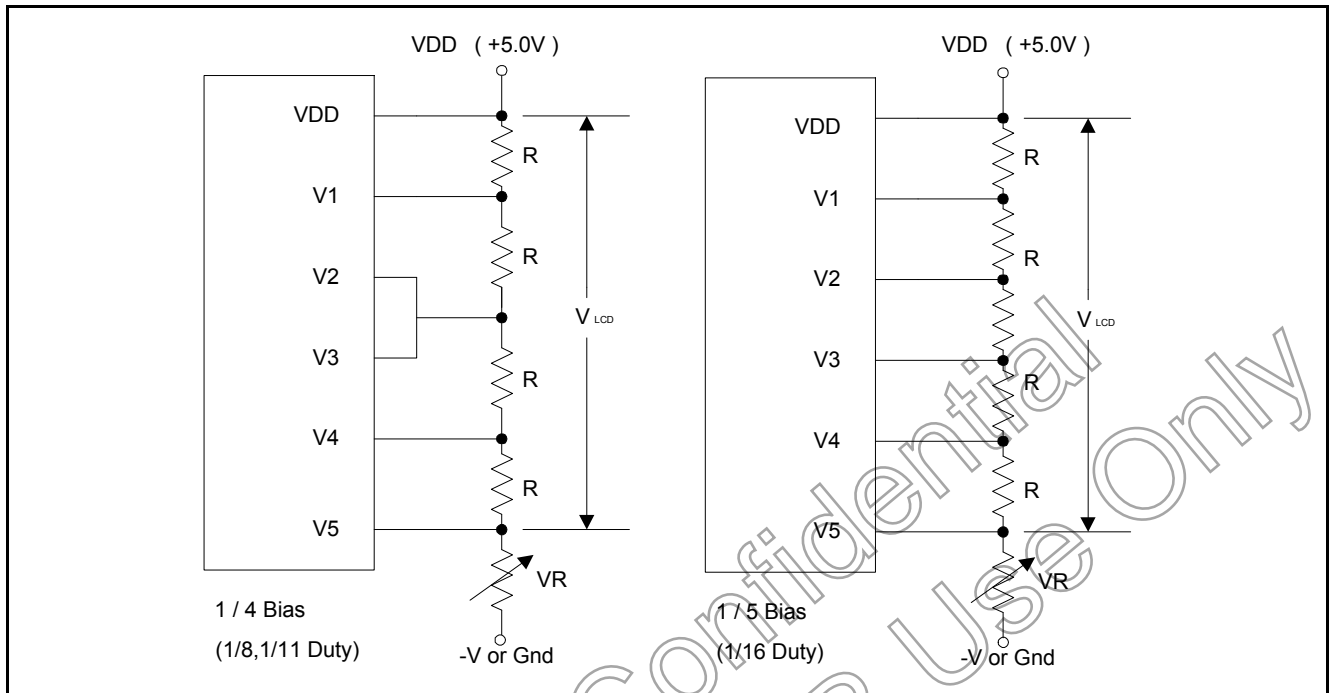 VDD ( +5.0V )
VDD
R
V1
R
V2
V3
V LCD
R
V4
R
V5
VR
1 / 4 Bias
(1/8,1/11 Duty)
-V or Gnd
VDD ( +5.0V )
VDD
R
V1
R
V2
V LCD
V3
R
V4
R
V5
VR
1 / 5 Bias
(1/16 Duty)
-V or Gnd
Confidential
Use Only